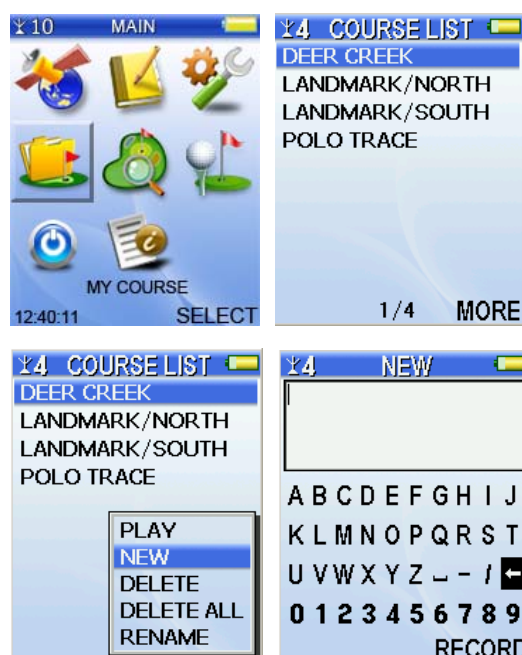 10 MAIN
MY COURSE
12:40:11 SELECT
4 COURSE LIST
DEER CREEK
LANDMARK/NORTH
LANDMARK/SOUTH
POLO TRACE
1/4 MORE
4 COURSE LIST
DEER CREEK
LANDMARK/NORTH
LANDMARK/SOUTH
POLO TRACE
PLAY
NEW
DELETE
DELETE ALL
RENAME
4 NEW
A B C D E F G H I J
K L M N O P Q R S T
U V W X Y Z ⎵ - / ←
0 1 2 3 4 5 6 7 8 9
RECORD